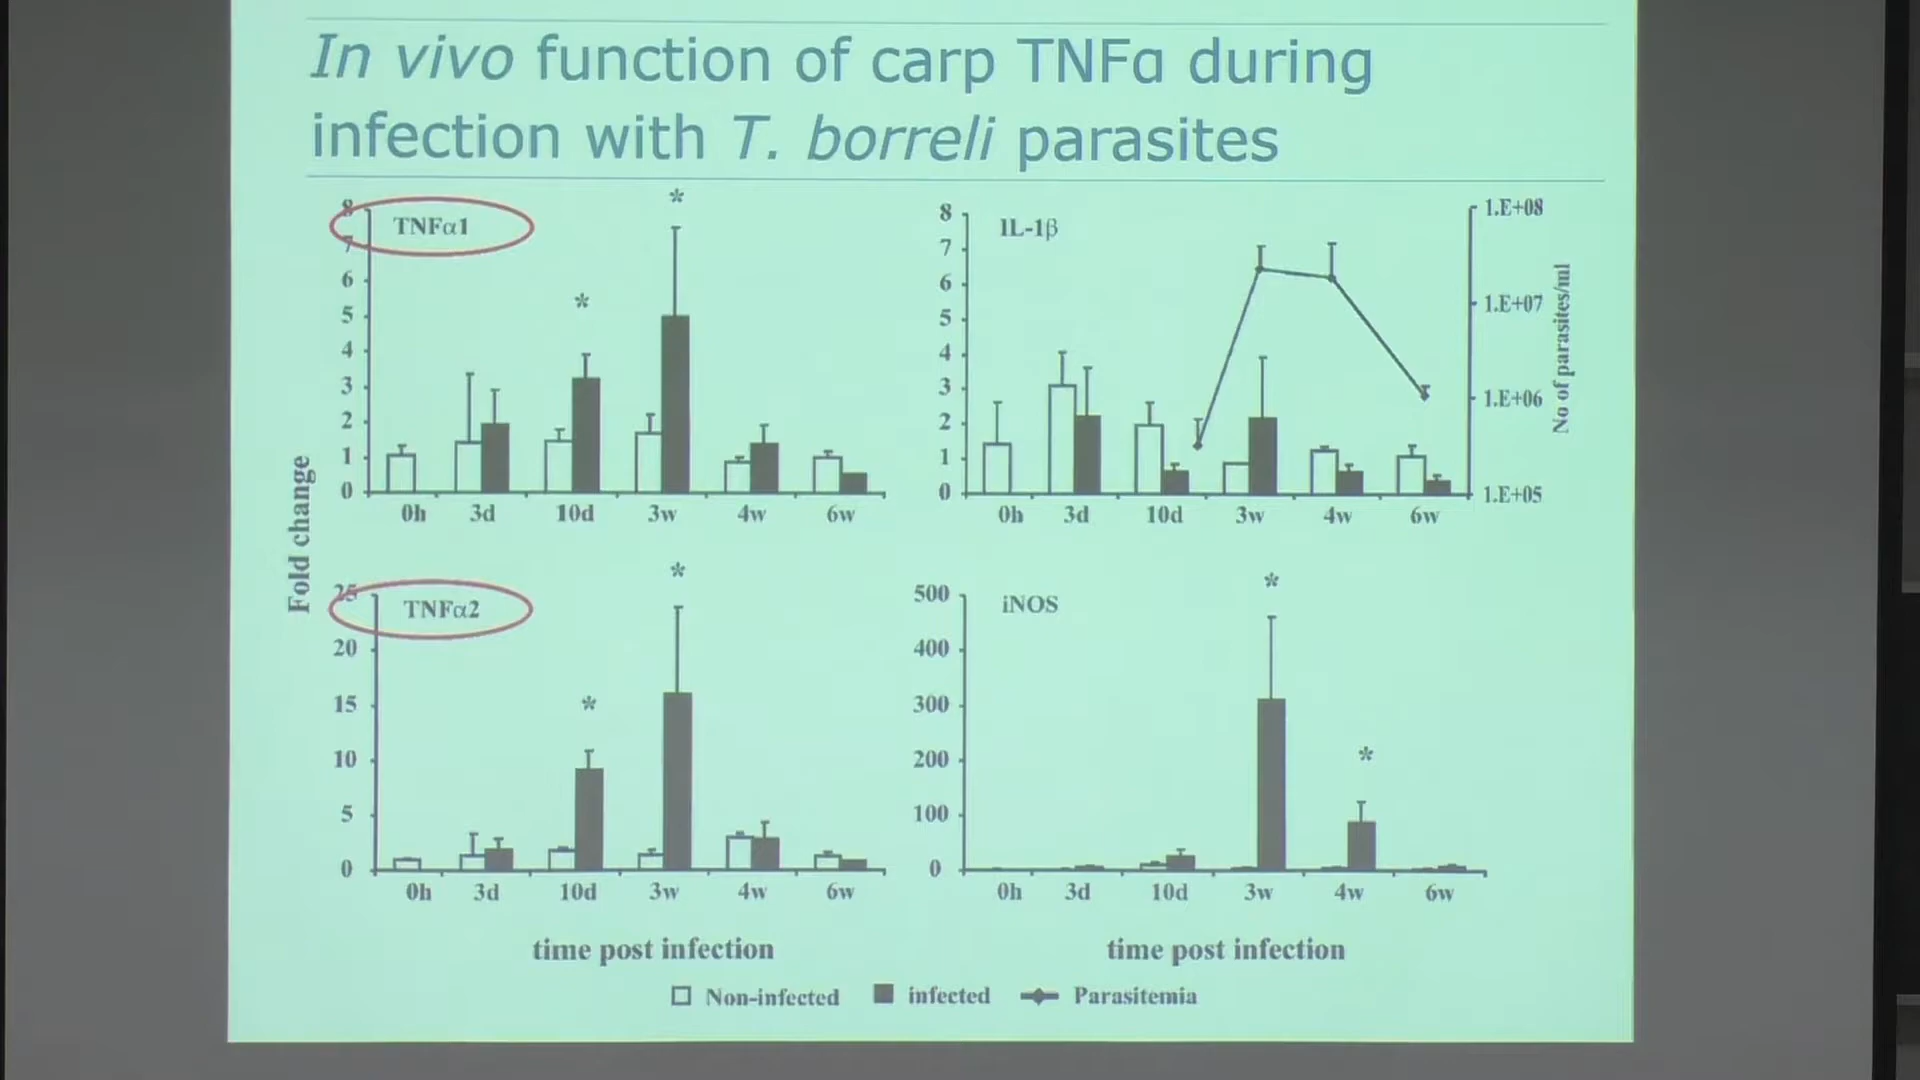 In vivo function of carp TNFα during
infection with T. borreli parasites
Fold change
TNFα1
8
7
6
5
4
3
2
1
0
0h 3d 10d 3w 4w 6w
*
*
IL-1β
8
7
6
5
4
3
2
1
0
0h 3d 10d 3w 4w 6w
1.E+08
1.E+07
1.E+06
1.E+05
No of parasites/ml
TNFα2
25
20
15
10
5
0
0h 3d 10d 3w 4w 6w
*
*
time post infection
iNOS
500
400
300
200
100
0
0h 3d 10d 3w 4w 6w
*
*
time post infection
Non-infected infected Parasitemia